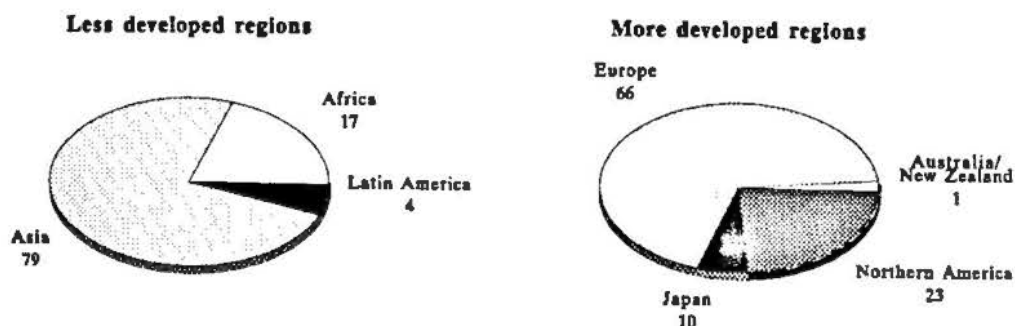 Less developed regions
Africa
17
Latin America
4
Asia
79
More developed regions
Europe
66
Australia/
New Zealand
1
Northern America
23
Japan
10